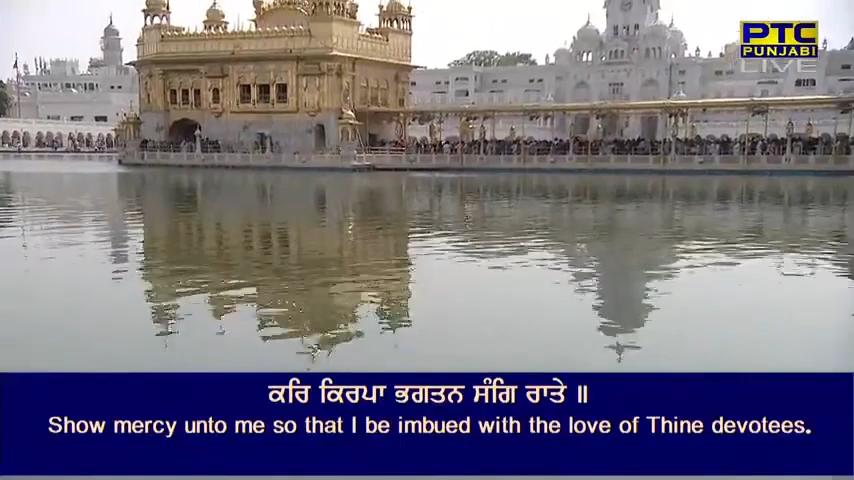 PTC
PUNJABI
LIVE
ਕਰਿ ਕਿਰਪਾ ਭਗਤਨ ਸੰਗਿ ਰਾਤੇ ॥
Show mercy unto me so that I be imbued with the love of Thine devotees.